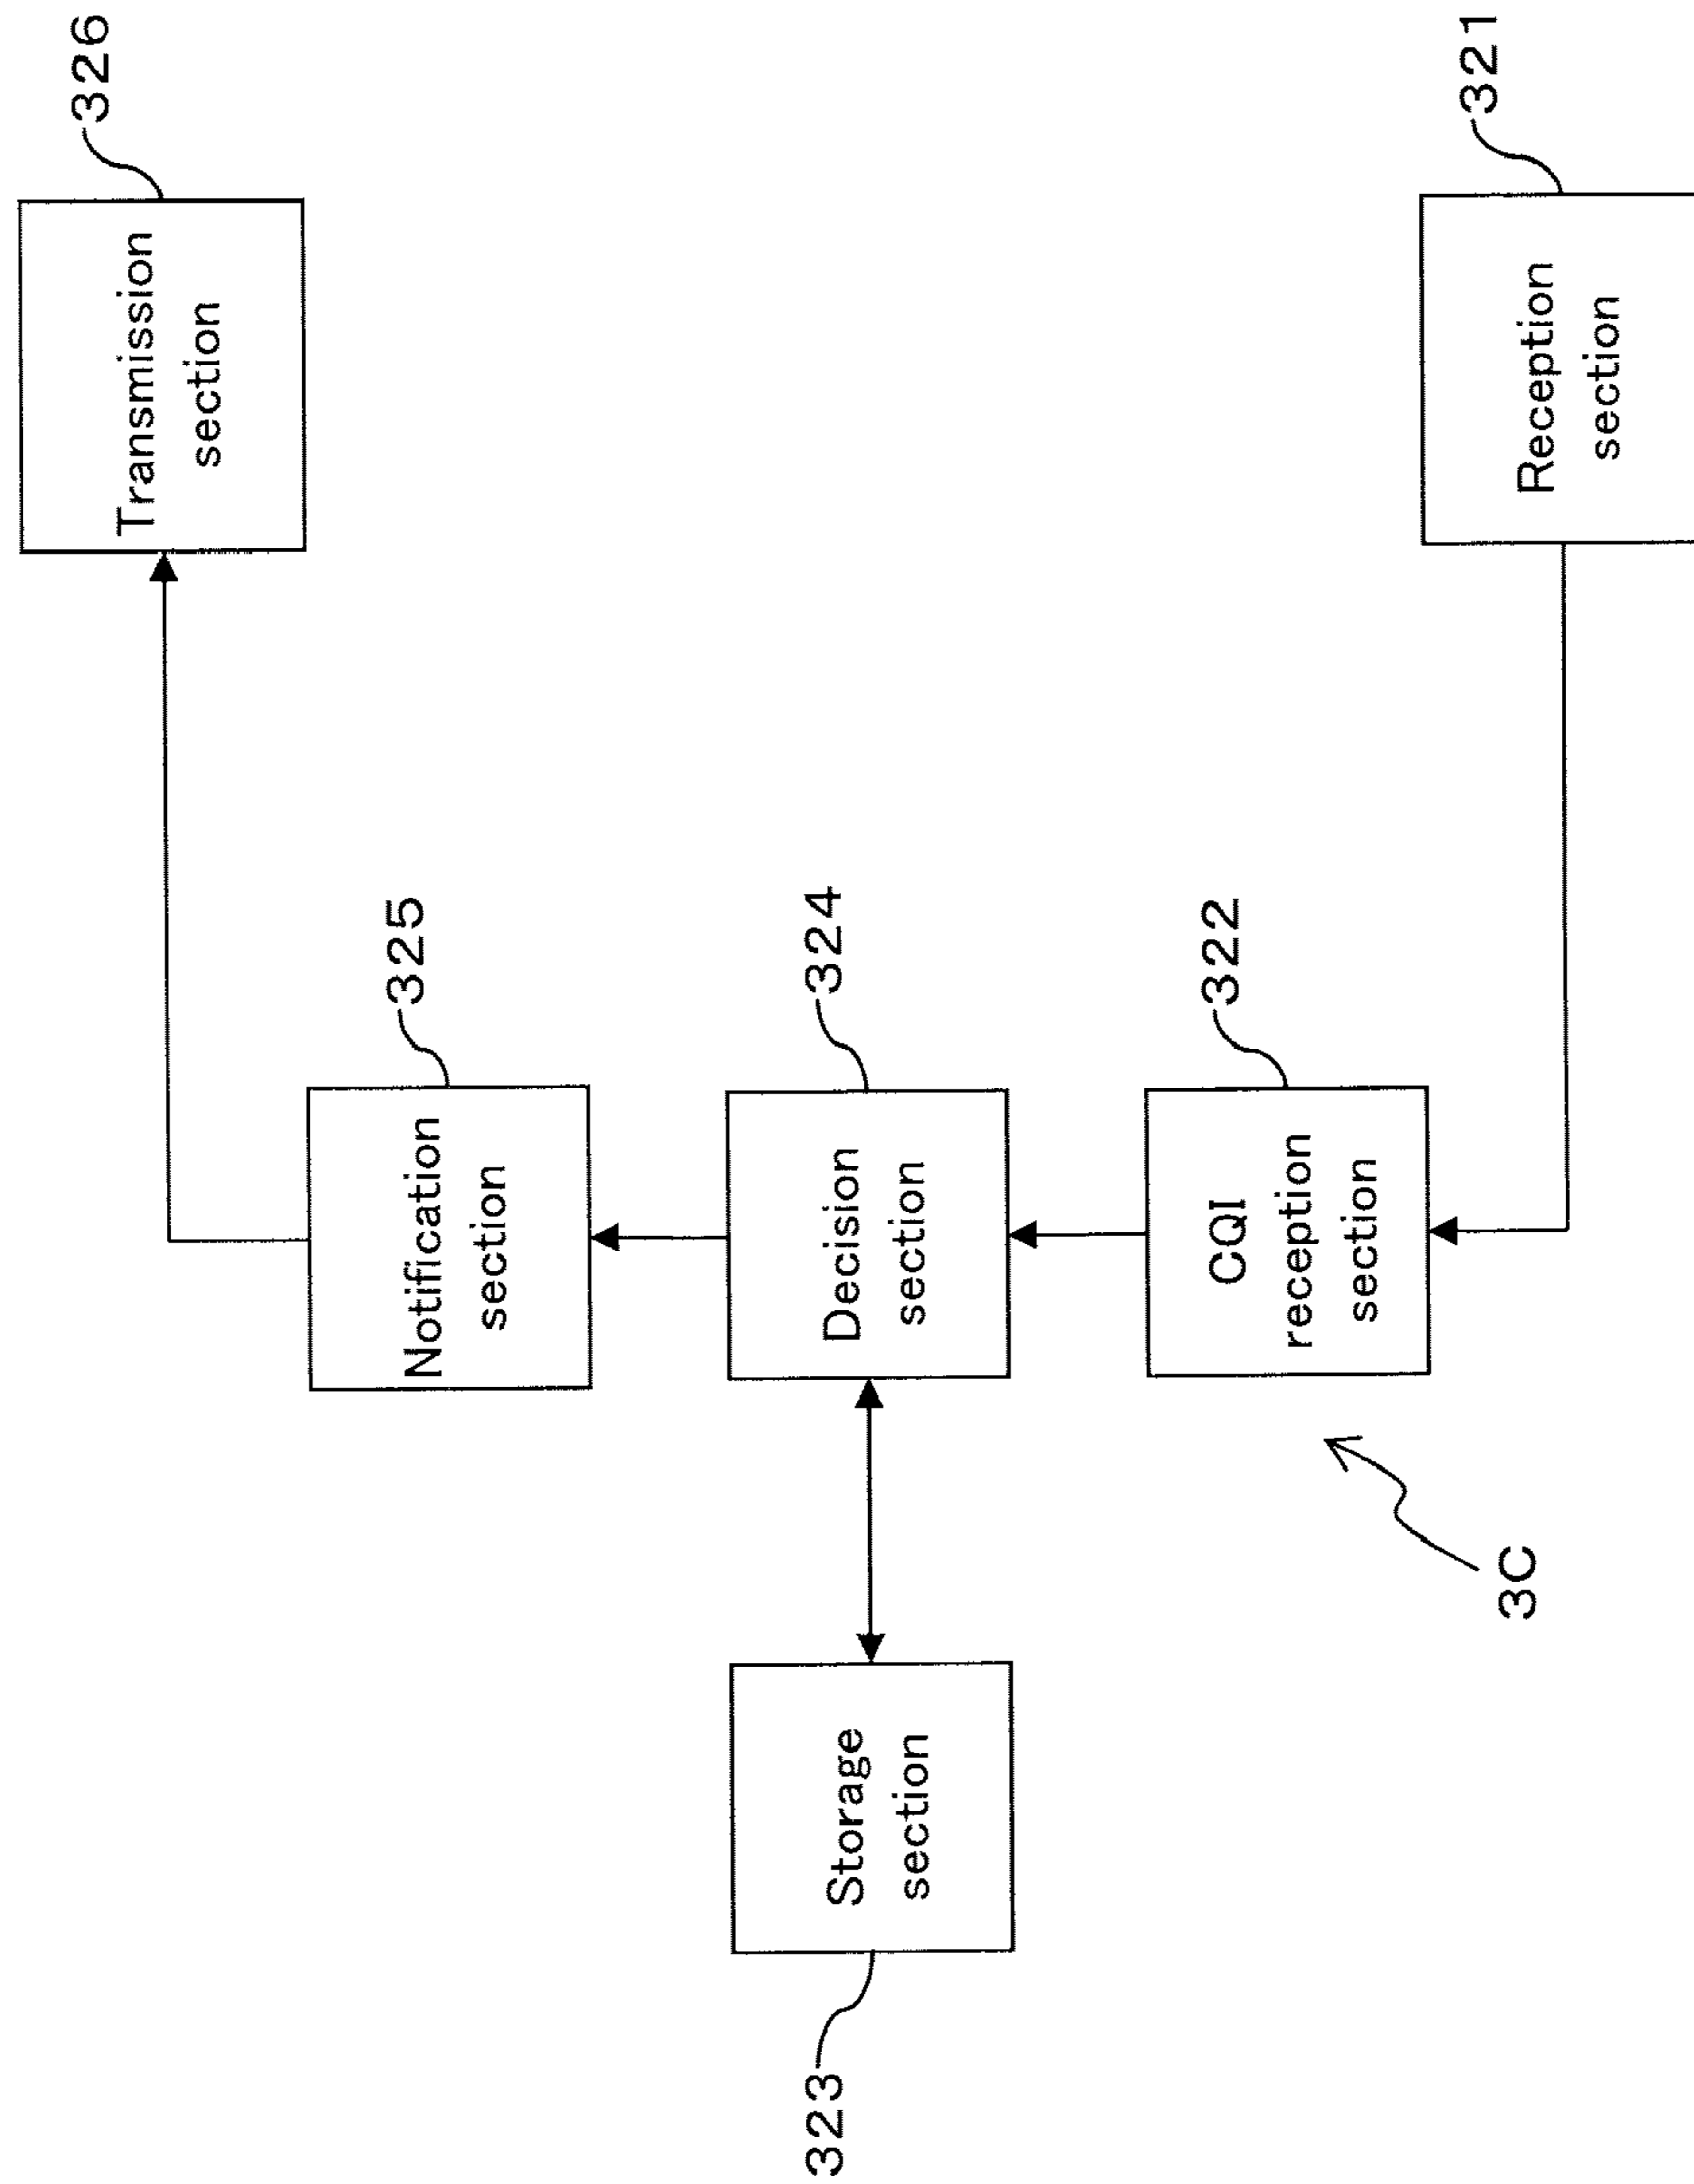 326
Transmission
section
325
Notification
section
324
Decision
section
323
Storage
section
322
CQI
reception
section
321
Reception
section
3C